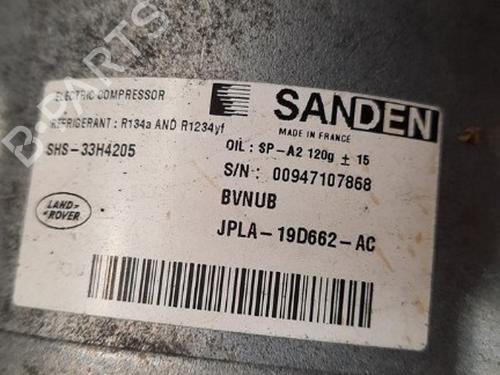 B-PARTS
ELECTRIC COMPRESSOR
SANDEN
MADE IN FRANCE
REFRIGERANT : R134a AND R1234yf
OIL : SP-A2 120g ± 15
SHS-33H4205
S/N : 00947107868
BVNUB
LAND-
ROVER
JPLA-19D662-AC